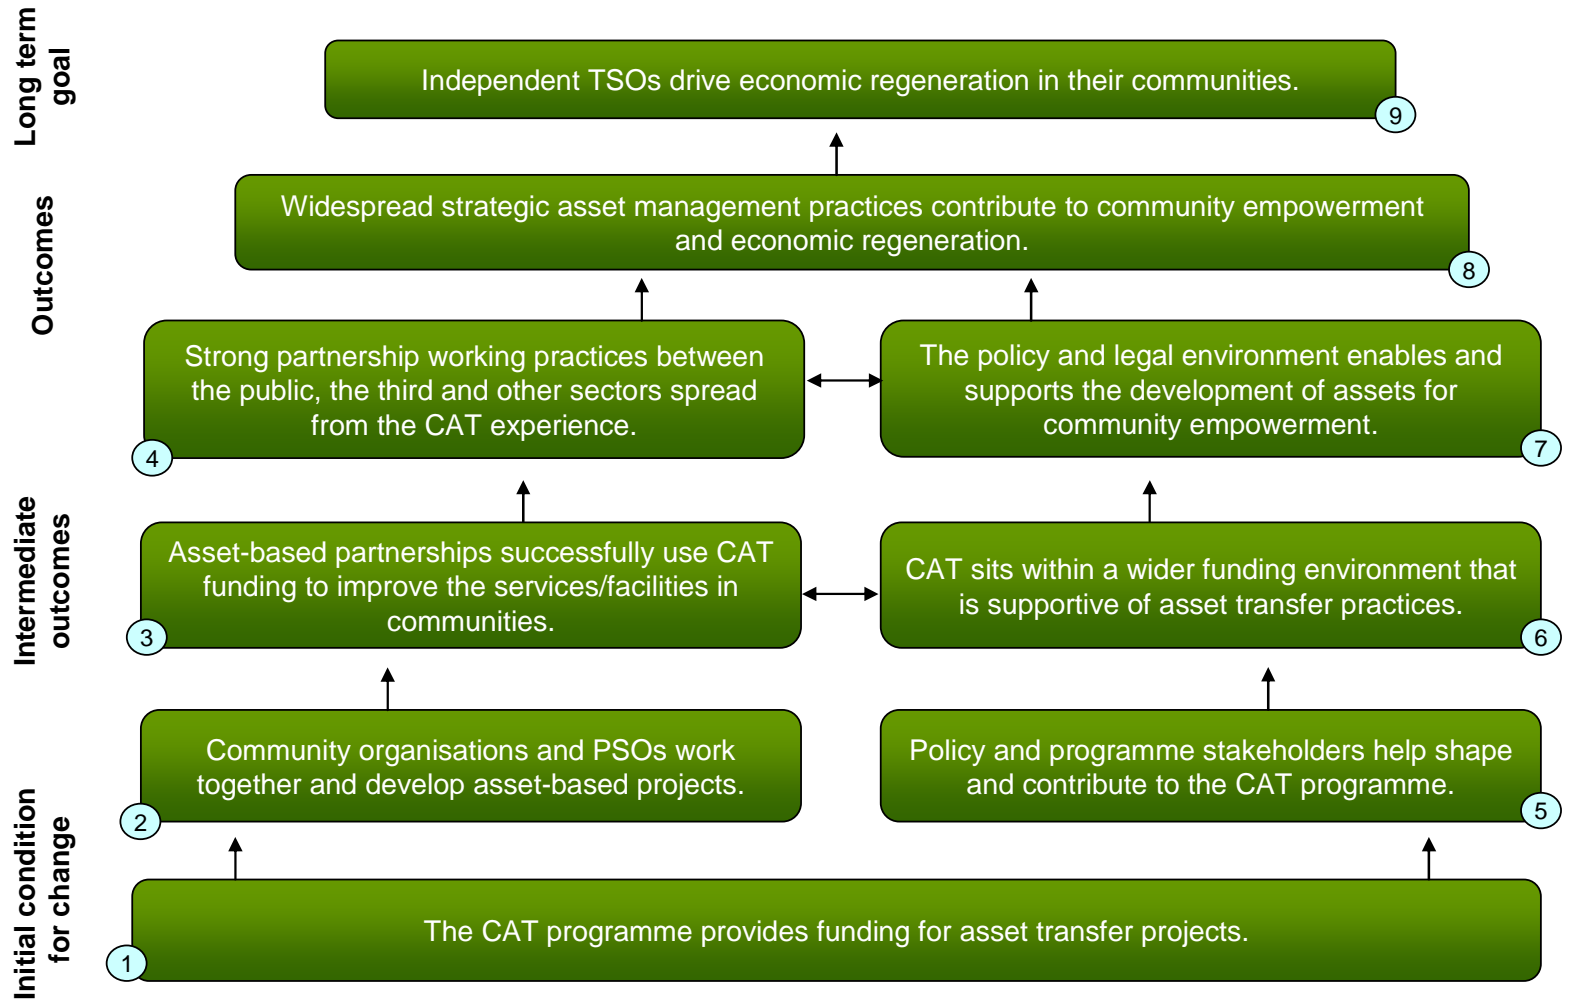 Long term
goal
Independent TSOs drive economic regeneration in their communities.
9
Outcomes
Widespread strategic asset management practices contribute to community empowerment
and economic regeneration.
8
Strong partnership working practices between
the public, the third and other sectors spread
from the CAT experience.
4
The policy and legal environment enables and
supports the development of assets for
community empowerment.
7
Intermediate
outcomes
Asset-based partnerships successfully use CAT
funding to improve the services/facilities in
communities.
3
CAT sits within a wider funding environment that
is supportive of asset transfer practices.
6
Initial condition
for change
Community organisations and PSOs work
together and develop asset-based projects.
2
Policy and programme stakeholders help shape
and contribute to the CAT programme.
5
The CAT programme provides funding for asset transfer projects.
1